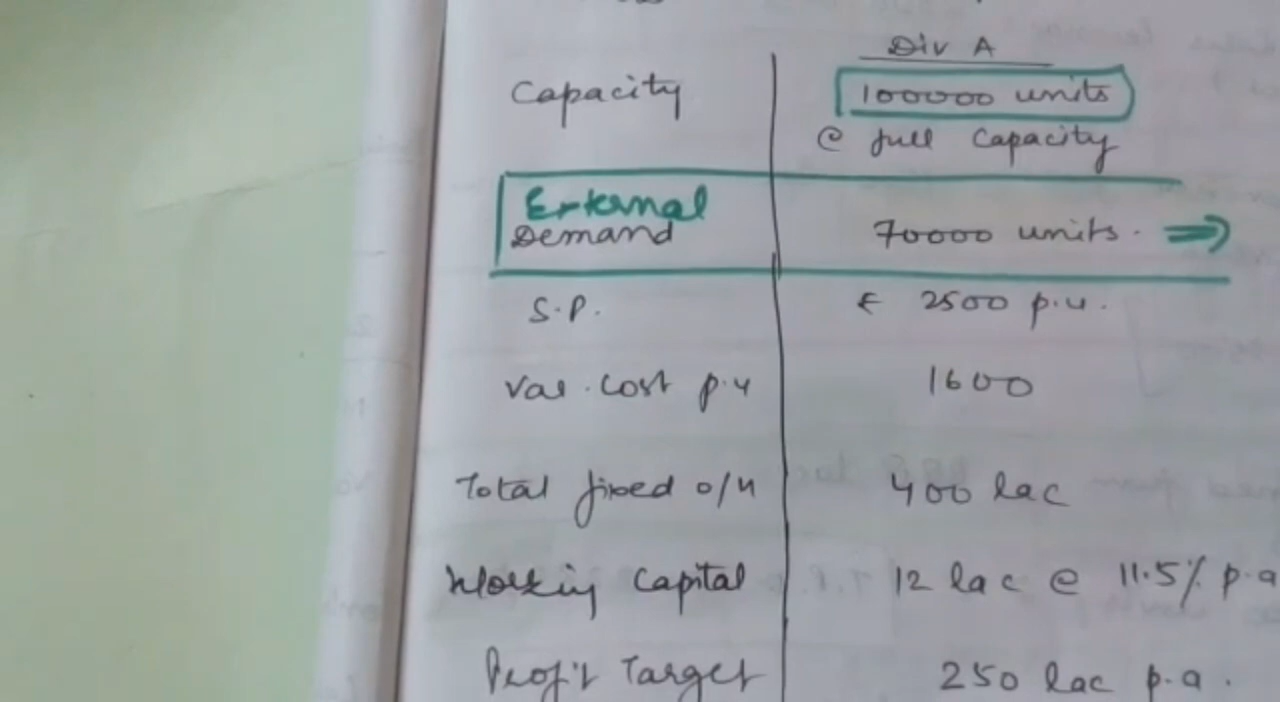 Div A
Capacity 100000 units
@ full capacity
External
Demand 70000 units.
S.P. ₹ 2500 p.u.
Var. cost p.u 1600
Total fixed o/h 400 lac
Working Capital 12 lac @ 11.5% p.a
Profit Target 250 lac p.a.